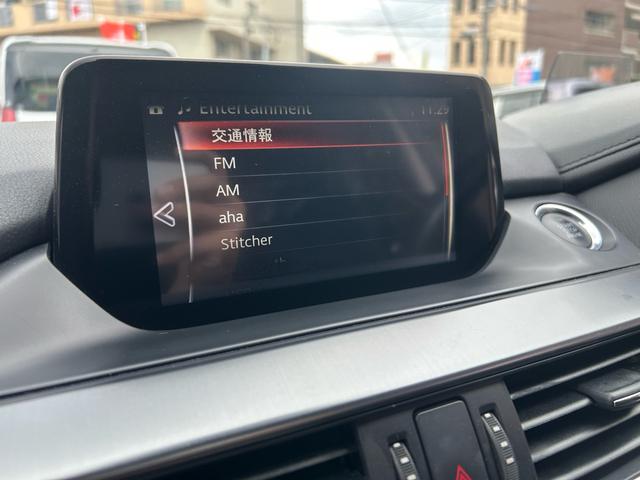 Entertainment 11:29
交通情報
FM
AM
aha
Stitcher